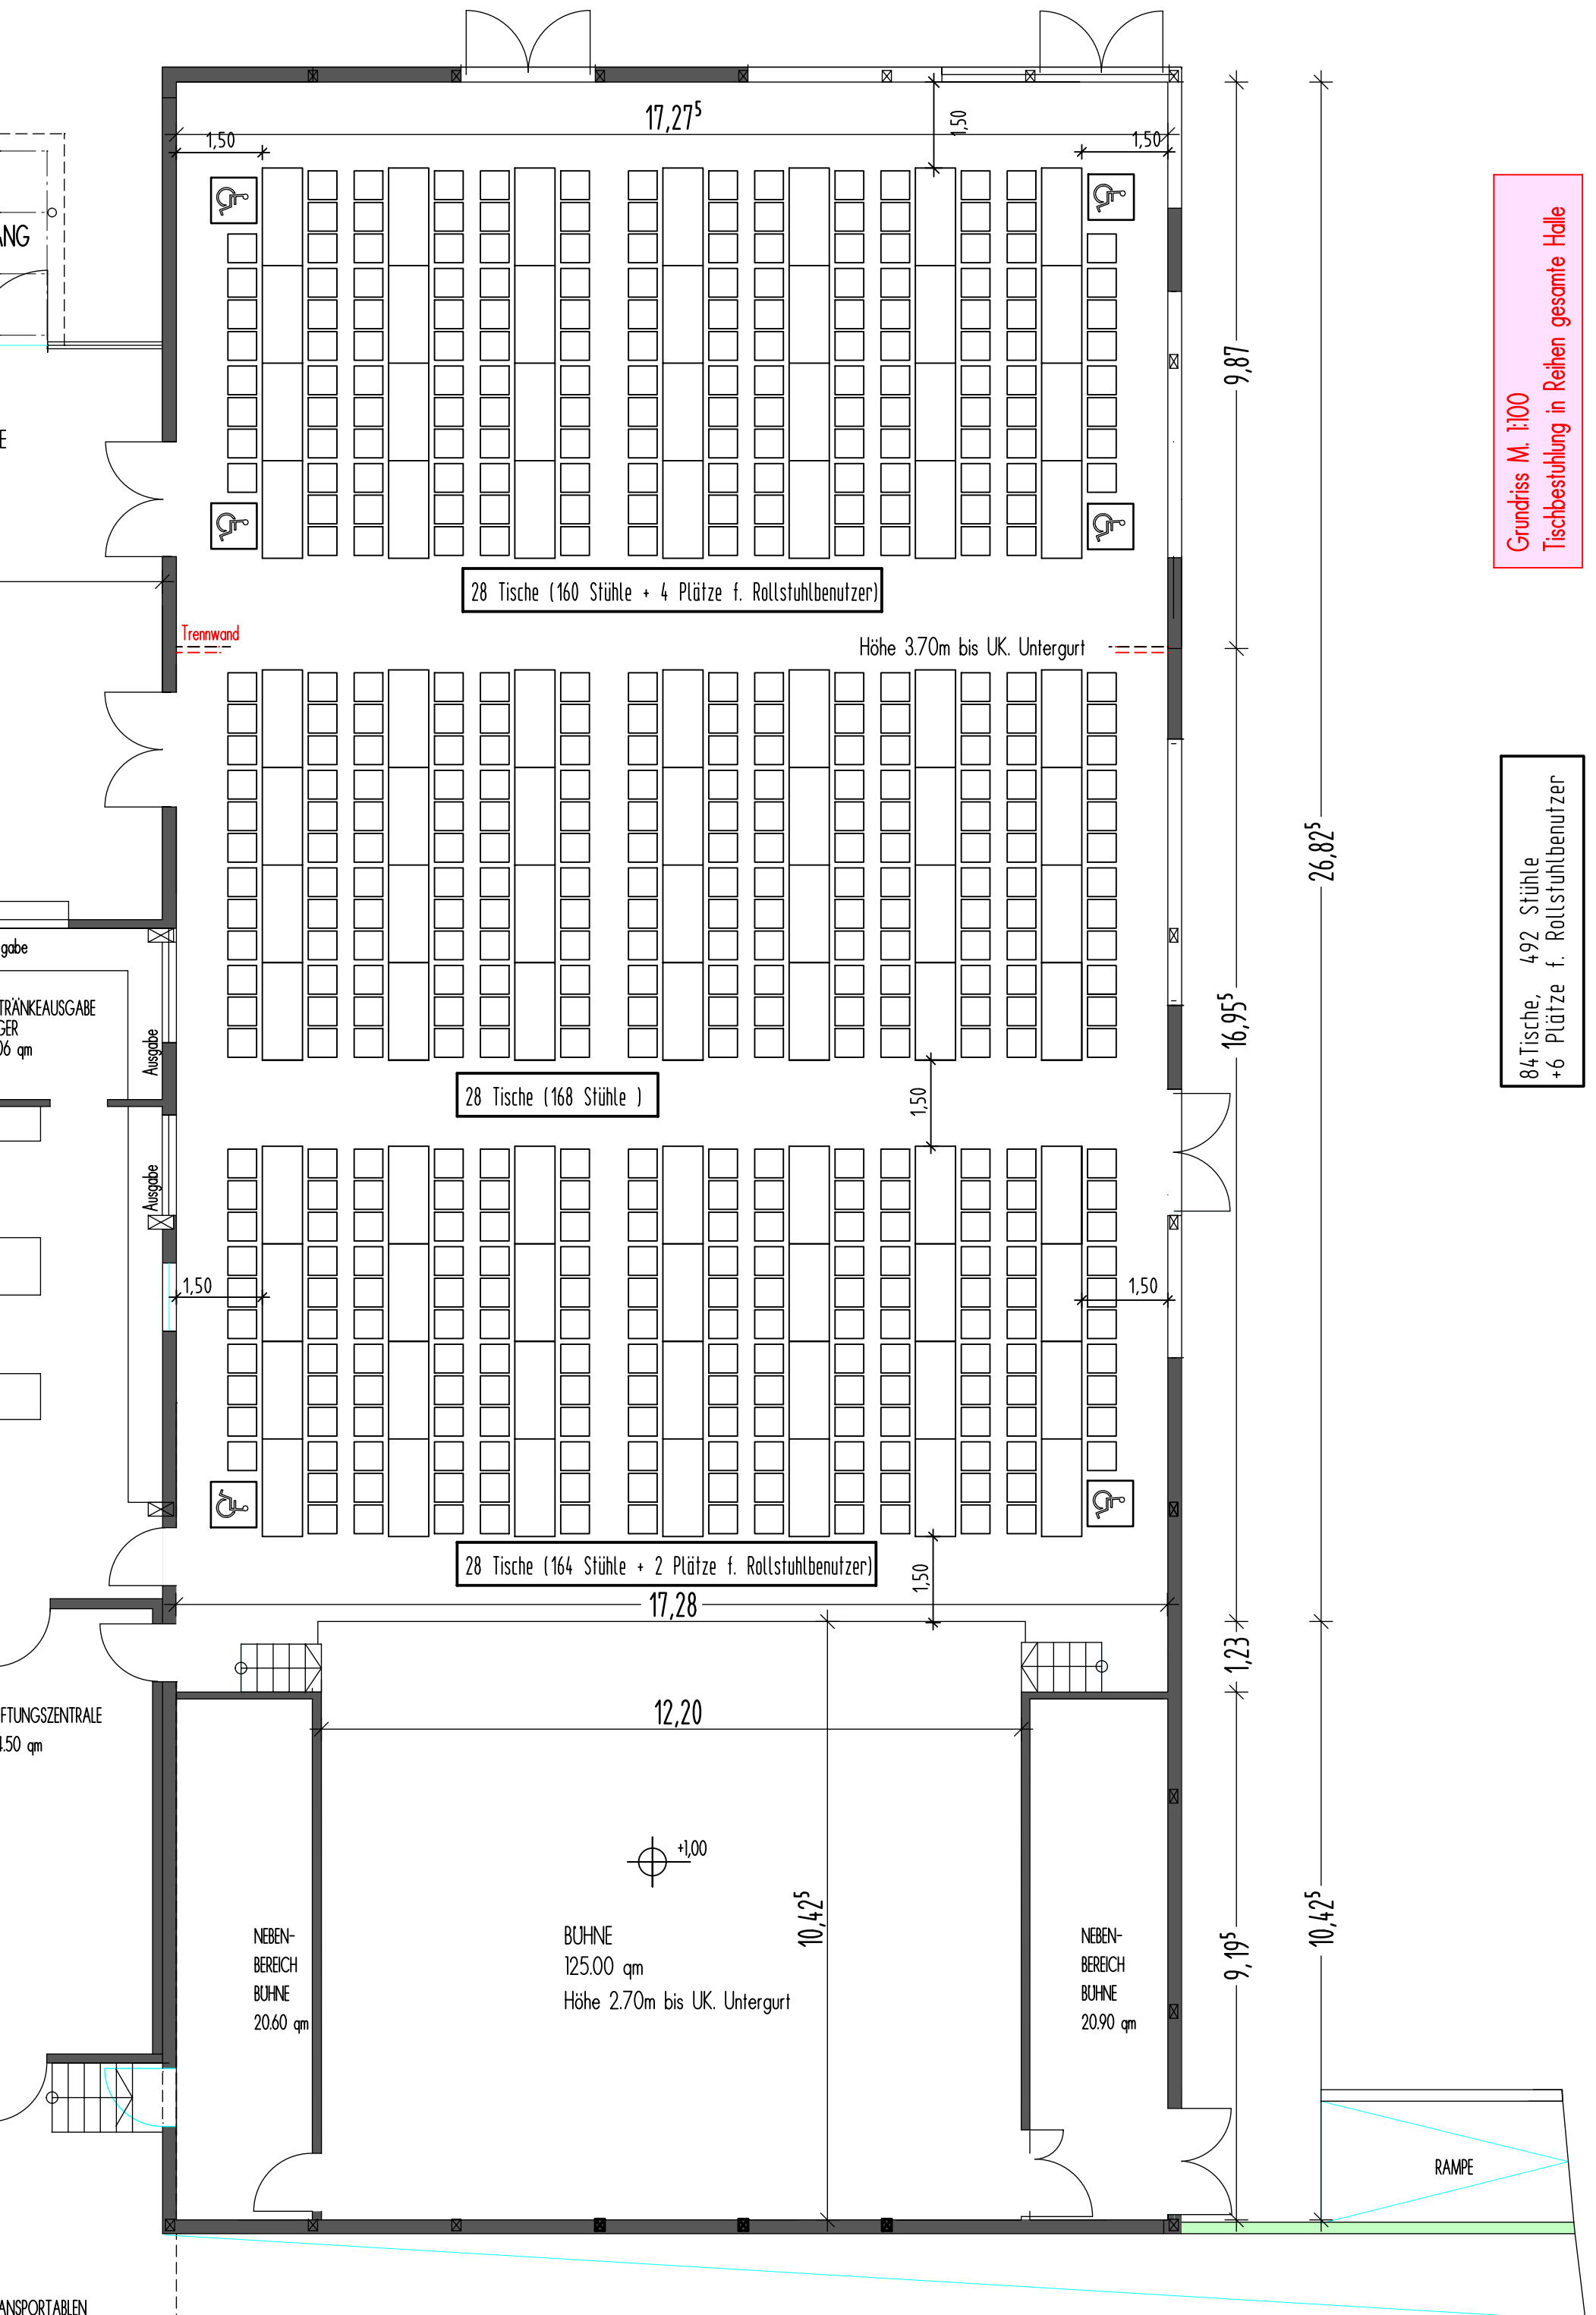 17,27⁵
1,50
1,50
1,50
ANG
E
9,87
Grundriss M. 1:100
Tischbestuhlung in Reihen gesamte Halle
28 Tische (160 Stühle + 4 Plätze f. Rollstuhlbenutzer)
Trennwand
Höhe 3.70m bis UK. Untergurt
26,82⁵
84Tische, 492 Stühle
+6 Plätze f. Rollstuhlbenutzer
gabe
TRÄNKEAUSGABE
GER
06 qm
Ausgabe
16,95⁵
28 Tische (168 Stühle )
1,50
Ausgabe
1,50
1,50
28 Tische (164 Stühle + 2 Plätze f. Rollstuhlbenutzer)
1,50
17,28
1,23
FTUNGSZENTRALE
4.50 qm
12,20
+1,00
10,42⁵
NEBEN-
BEREICH
BÜHNE
20.60 qm
BÜHNE
125.00 qm
Höhe 2.70m bis UK. Untergurt
NEBEN-
BEREICH
BÜHNE
20.90 qm
9,19⁵
10,42⁵
RAMPE
ANSPORTABLEN